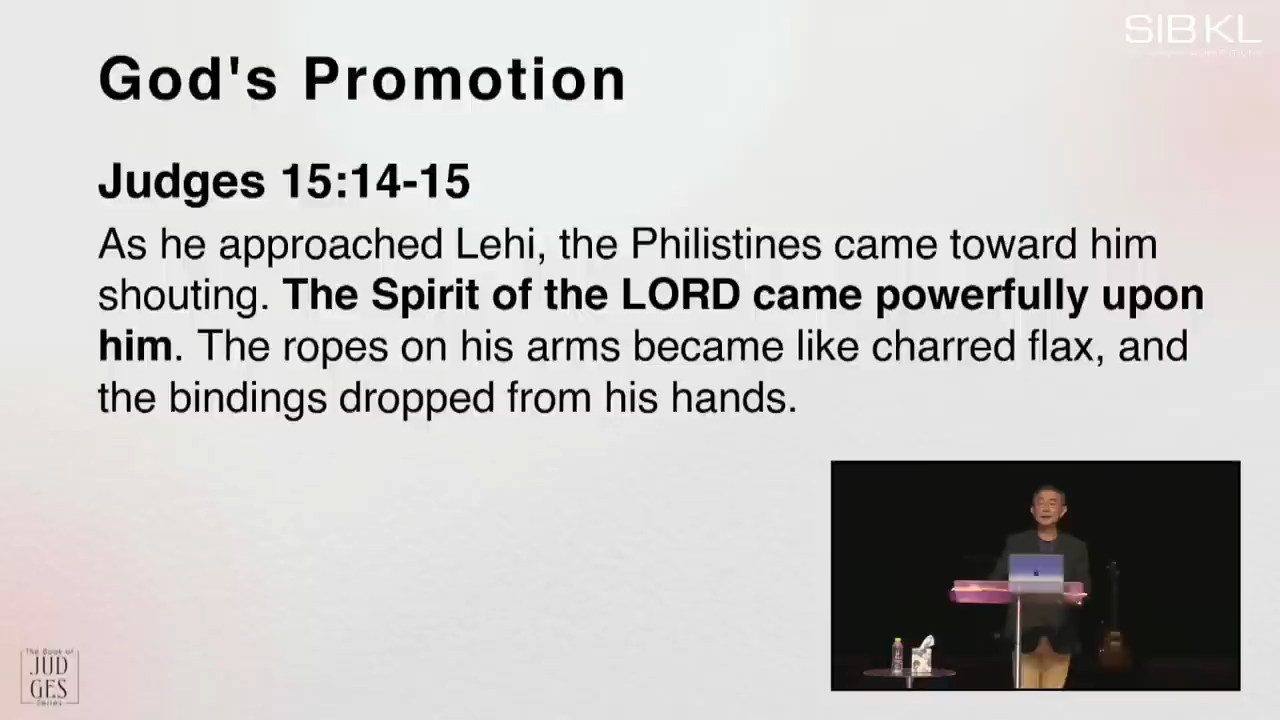 SIBKL
God's Promotion
Judges 15:14-15
As he approached Lehi, the Philistines came toward him
shouting. The Spirit of the LORD came powerfully upon
him. The ropes on his arms became like charred flax, and
the bindings dropped from his hands.
The Book of
JUD
GES
Series